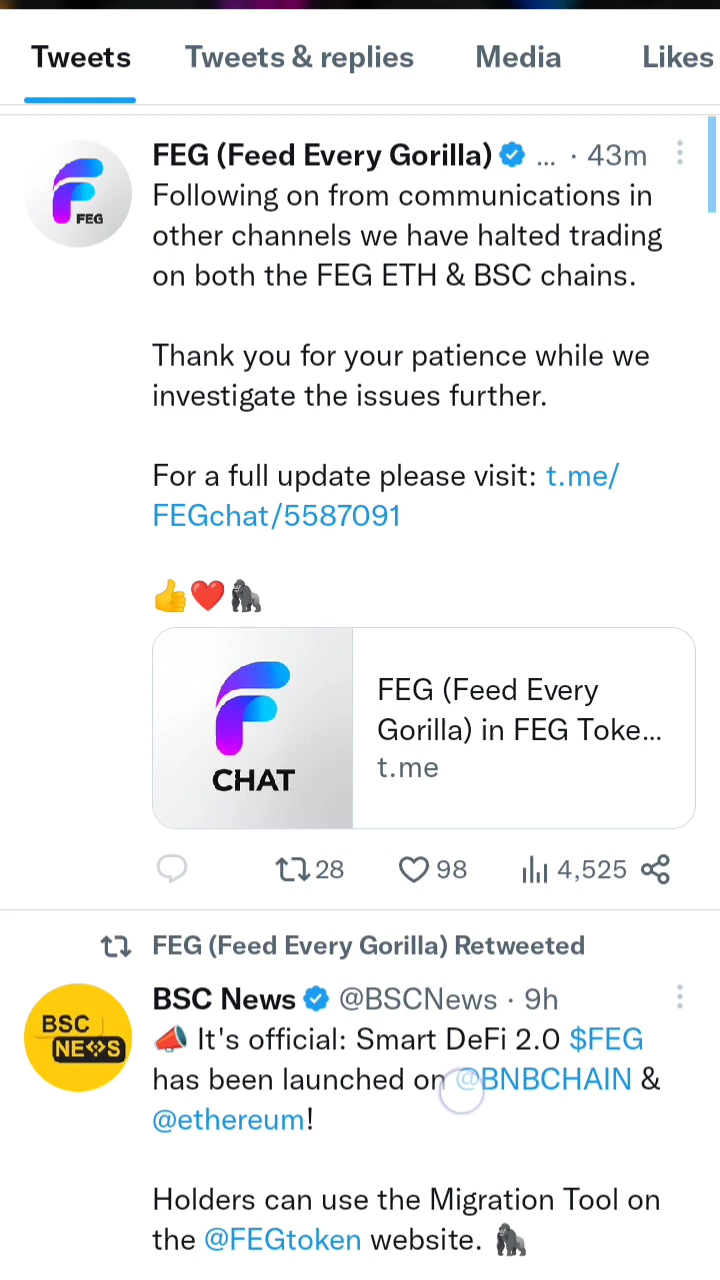 Tweets Tweets & replies Media Likes
FEG (Feed Every Gorilla) ... · 43m
Following on from communications in
other channels we have halted trading
on both the FEG ETH & BSC chains.
Thank you for your patience while we
investigate the issues further.
For a full update please visit: t.me/
FEGchat/5587091
👍❤️🦍
FEG
CHAT
FEG (Feed Every
Gorilla) in FEG Toke...
t.me
28 98 4,525
FEG (Feed Every Gorilla) Retweeted
BSC News @BSCNews · 9h
BSC
NEWS
📣 It's official: Smart DeFi 2.0 $FEG
has been launched on @BNBCHAIN &
@ethereum!
Holders can use the Migration Tool on
the @FEGtoken website. 🦍